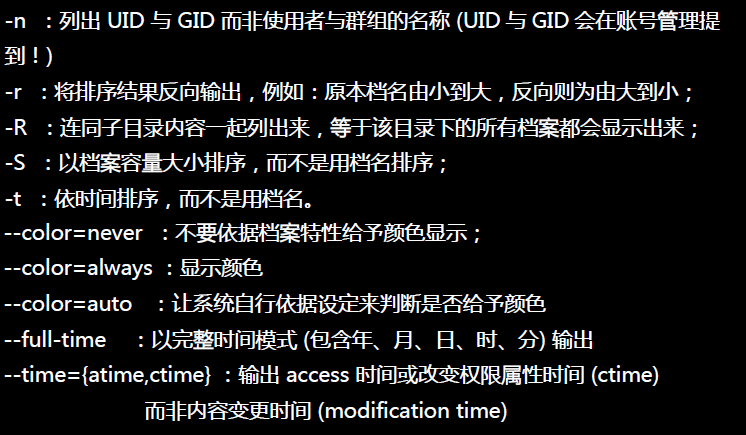 -n ：列出 UID 与 GID 而非使用者与群组的名称 (UID 与 GID 会在账号管理提
到！)
-r ：将排序结果反向输出，例如：原本档名由小到大，反向则为由大到小；
-R ：连同子目录内容一起列出来，等于该目录下的所有档案都会显示出来；
-S ：以档案容量大小排序，而不是用档名排序；
-t ：依时间排序，而不是用档名。
--color=never ：不要依据档案特性给予颜色显示；
--color=always ：显示颜色
--color=auto ：让系统自行依据设定来判断是否给予颜色
--full-time ：以完整时间模式 (包含年、月、日、时、分) 输出
--time={atime,ctime} ：输出 access 时间或改变权限属性时间 (ctime)
而非内容变更时间 (modification time)